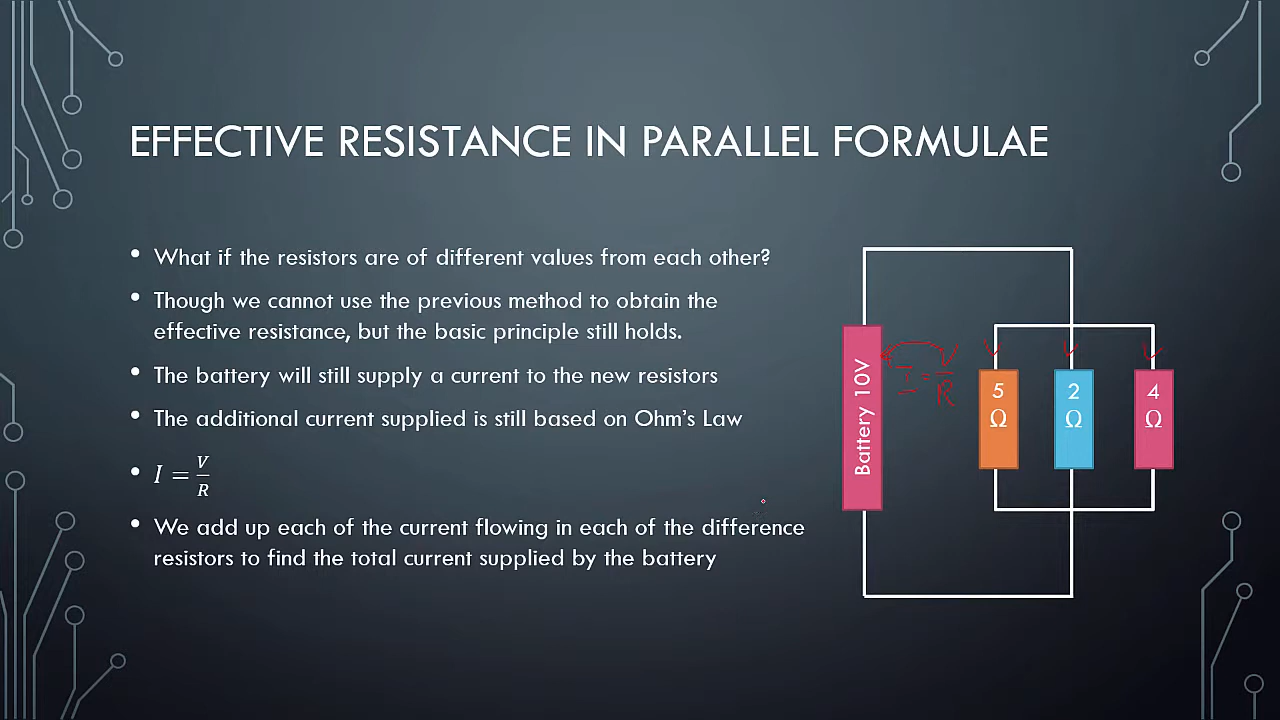 EFFECTIVE RESISTANCE IN PARALLEL FORMULAE
• What if the resistors are of different values from each other?
• Though we cannot use the previous method to obtain the
effective resistance, but the basic principle still holds.
• The battery will still supply a current to the new resistors
• The additional current supplied is still based on Ohm's Law
• I = V/R
• We add up each of the current flowing in each of the difference
resistors to find the total current supplied by the battery
Battery 10V
I = V/R
5 Ω
2 Ω
4 Ω